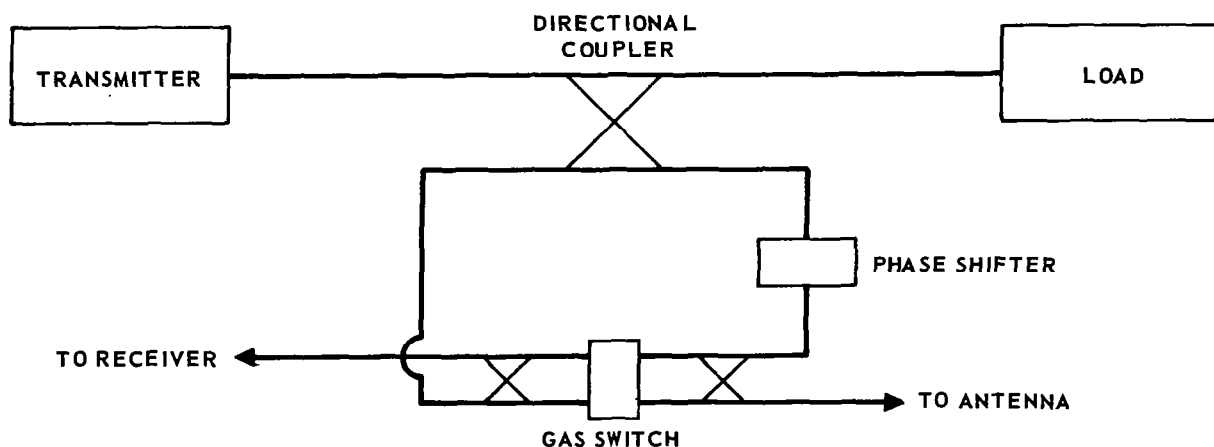 DIRECTIONAL
COUPLER
TRANSMITTER
LOAD
PHASE SHIFTER
TO RECEIVER
TO ANTENNA
GAS SWITCH